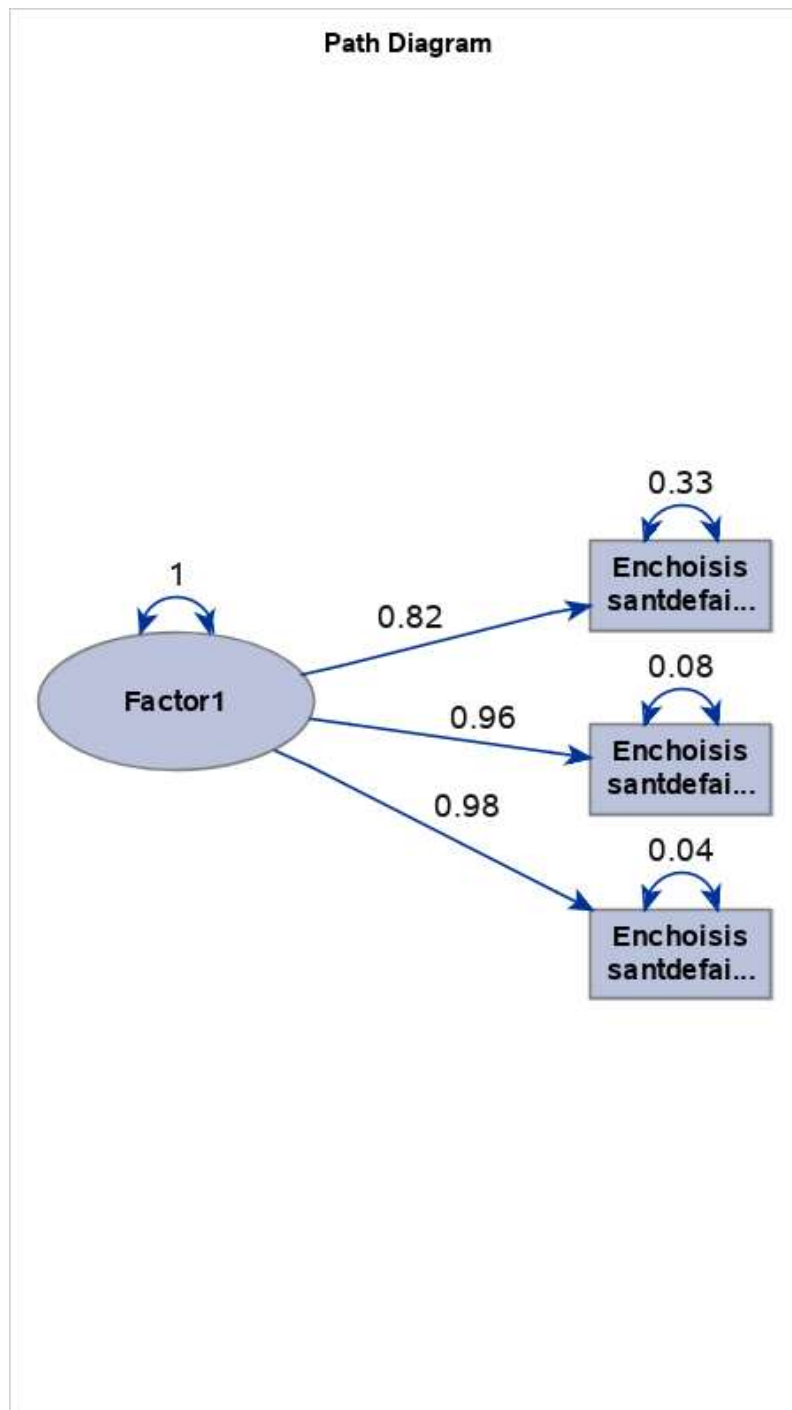 Path Diagram
0.33
1
Enchoisis
santdefai...
0.82
0.08
Factor1
0.96
Enchoisis
santdefai...
0.98
0.04
Enchoisis
santdefai...